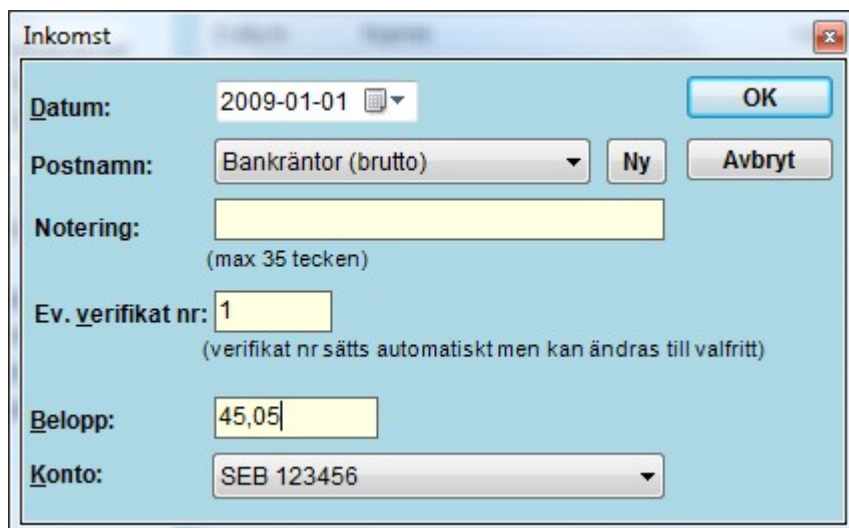 Inkomst
Datum: 2009-01-01 OK
Postnamn: Bankräntor (brutto) Ny Avbryt
Notering:
(max 35 tecken)
Ev. verifikat nr: 1
(verifikat nr sätts automatiskt men kan ändras till valfritt)
Belopp: 45,05
Konto: SEB 123456